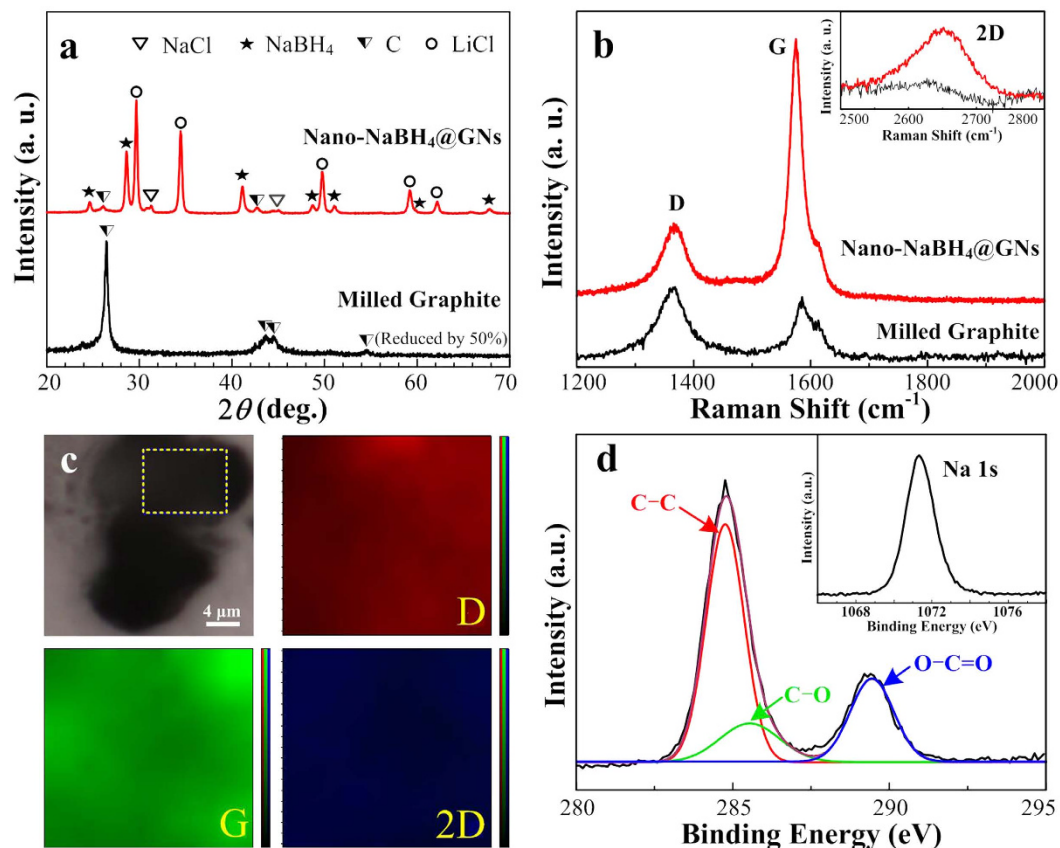 a
NaCl NaBH₄ C LiCl
Nano-NaBH₄@GNs
Milled Graphite
(Reduced by 50%)
Intensity (a. u.)
20 30 40 50 60 70
2θ (deg.)
b
G
D
Nano-NaBH₄@GNs
Milled Graphite
Intensity (a. u.)
1200 1400 1600 1800 2000
Raman Shift (cm⁻¹)
2D
Intensity (a. u.)
2500 2600 2700 2800
Raman Shift (cm⁻¹)
c
4 μm
D
G
2D
d
C−C
C−O
O−C=O
Intensity (a.u.)
280 285 290 295
Binding Energy (eV)
Na 1s
Intensity (a.u.)
1068 1072 1076
Binding Energy (eV)